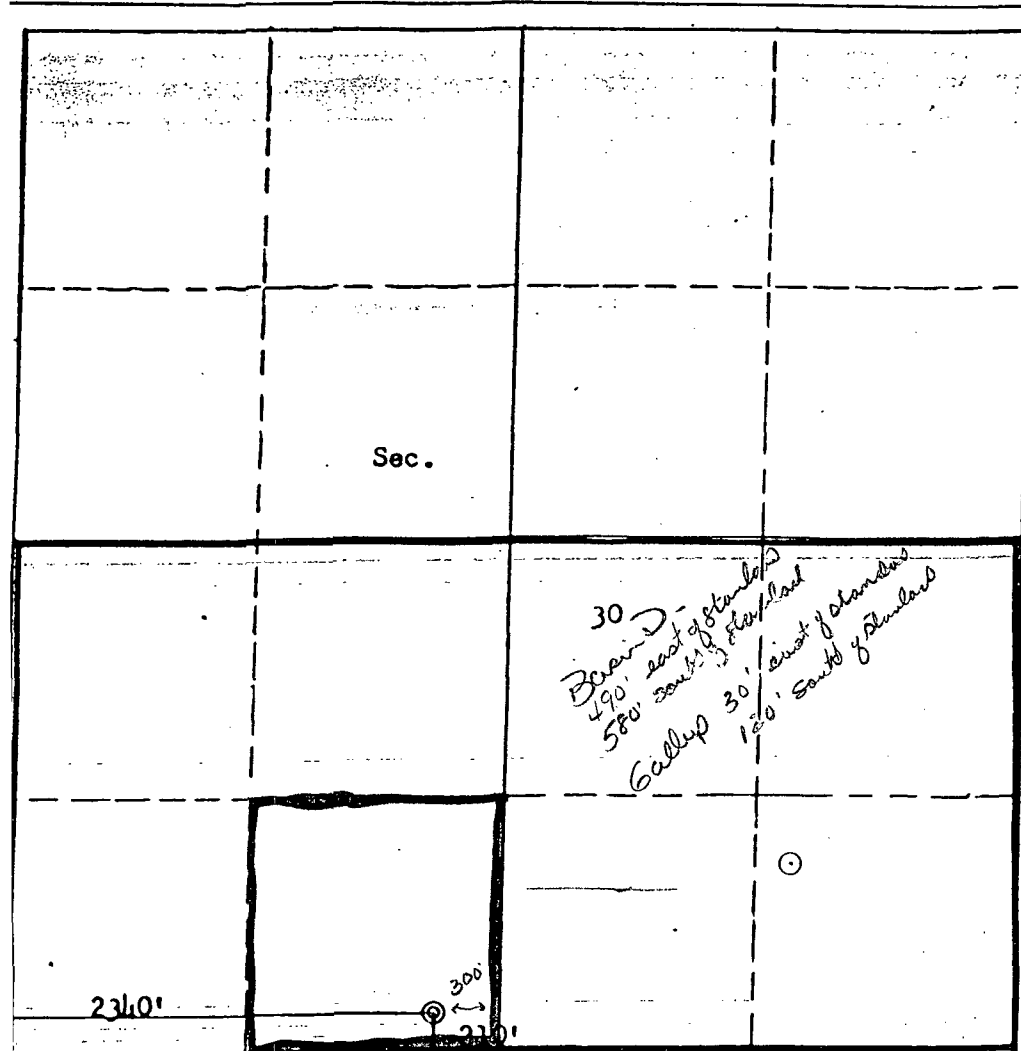 Sec.
30
Basin D-
490' east of standard
580' south of standard
Gallup 30' east of standard
180' south of standard
300'
2340'
210'